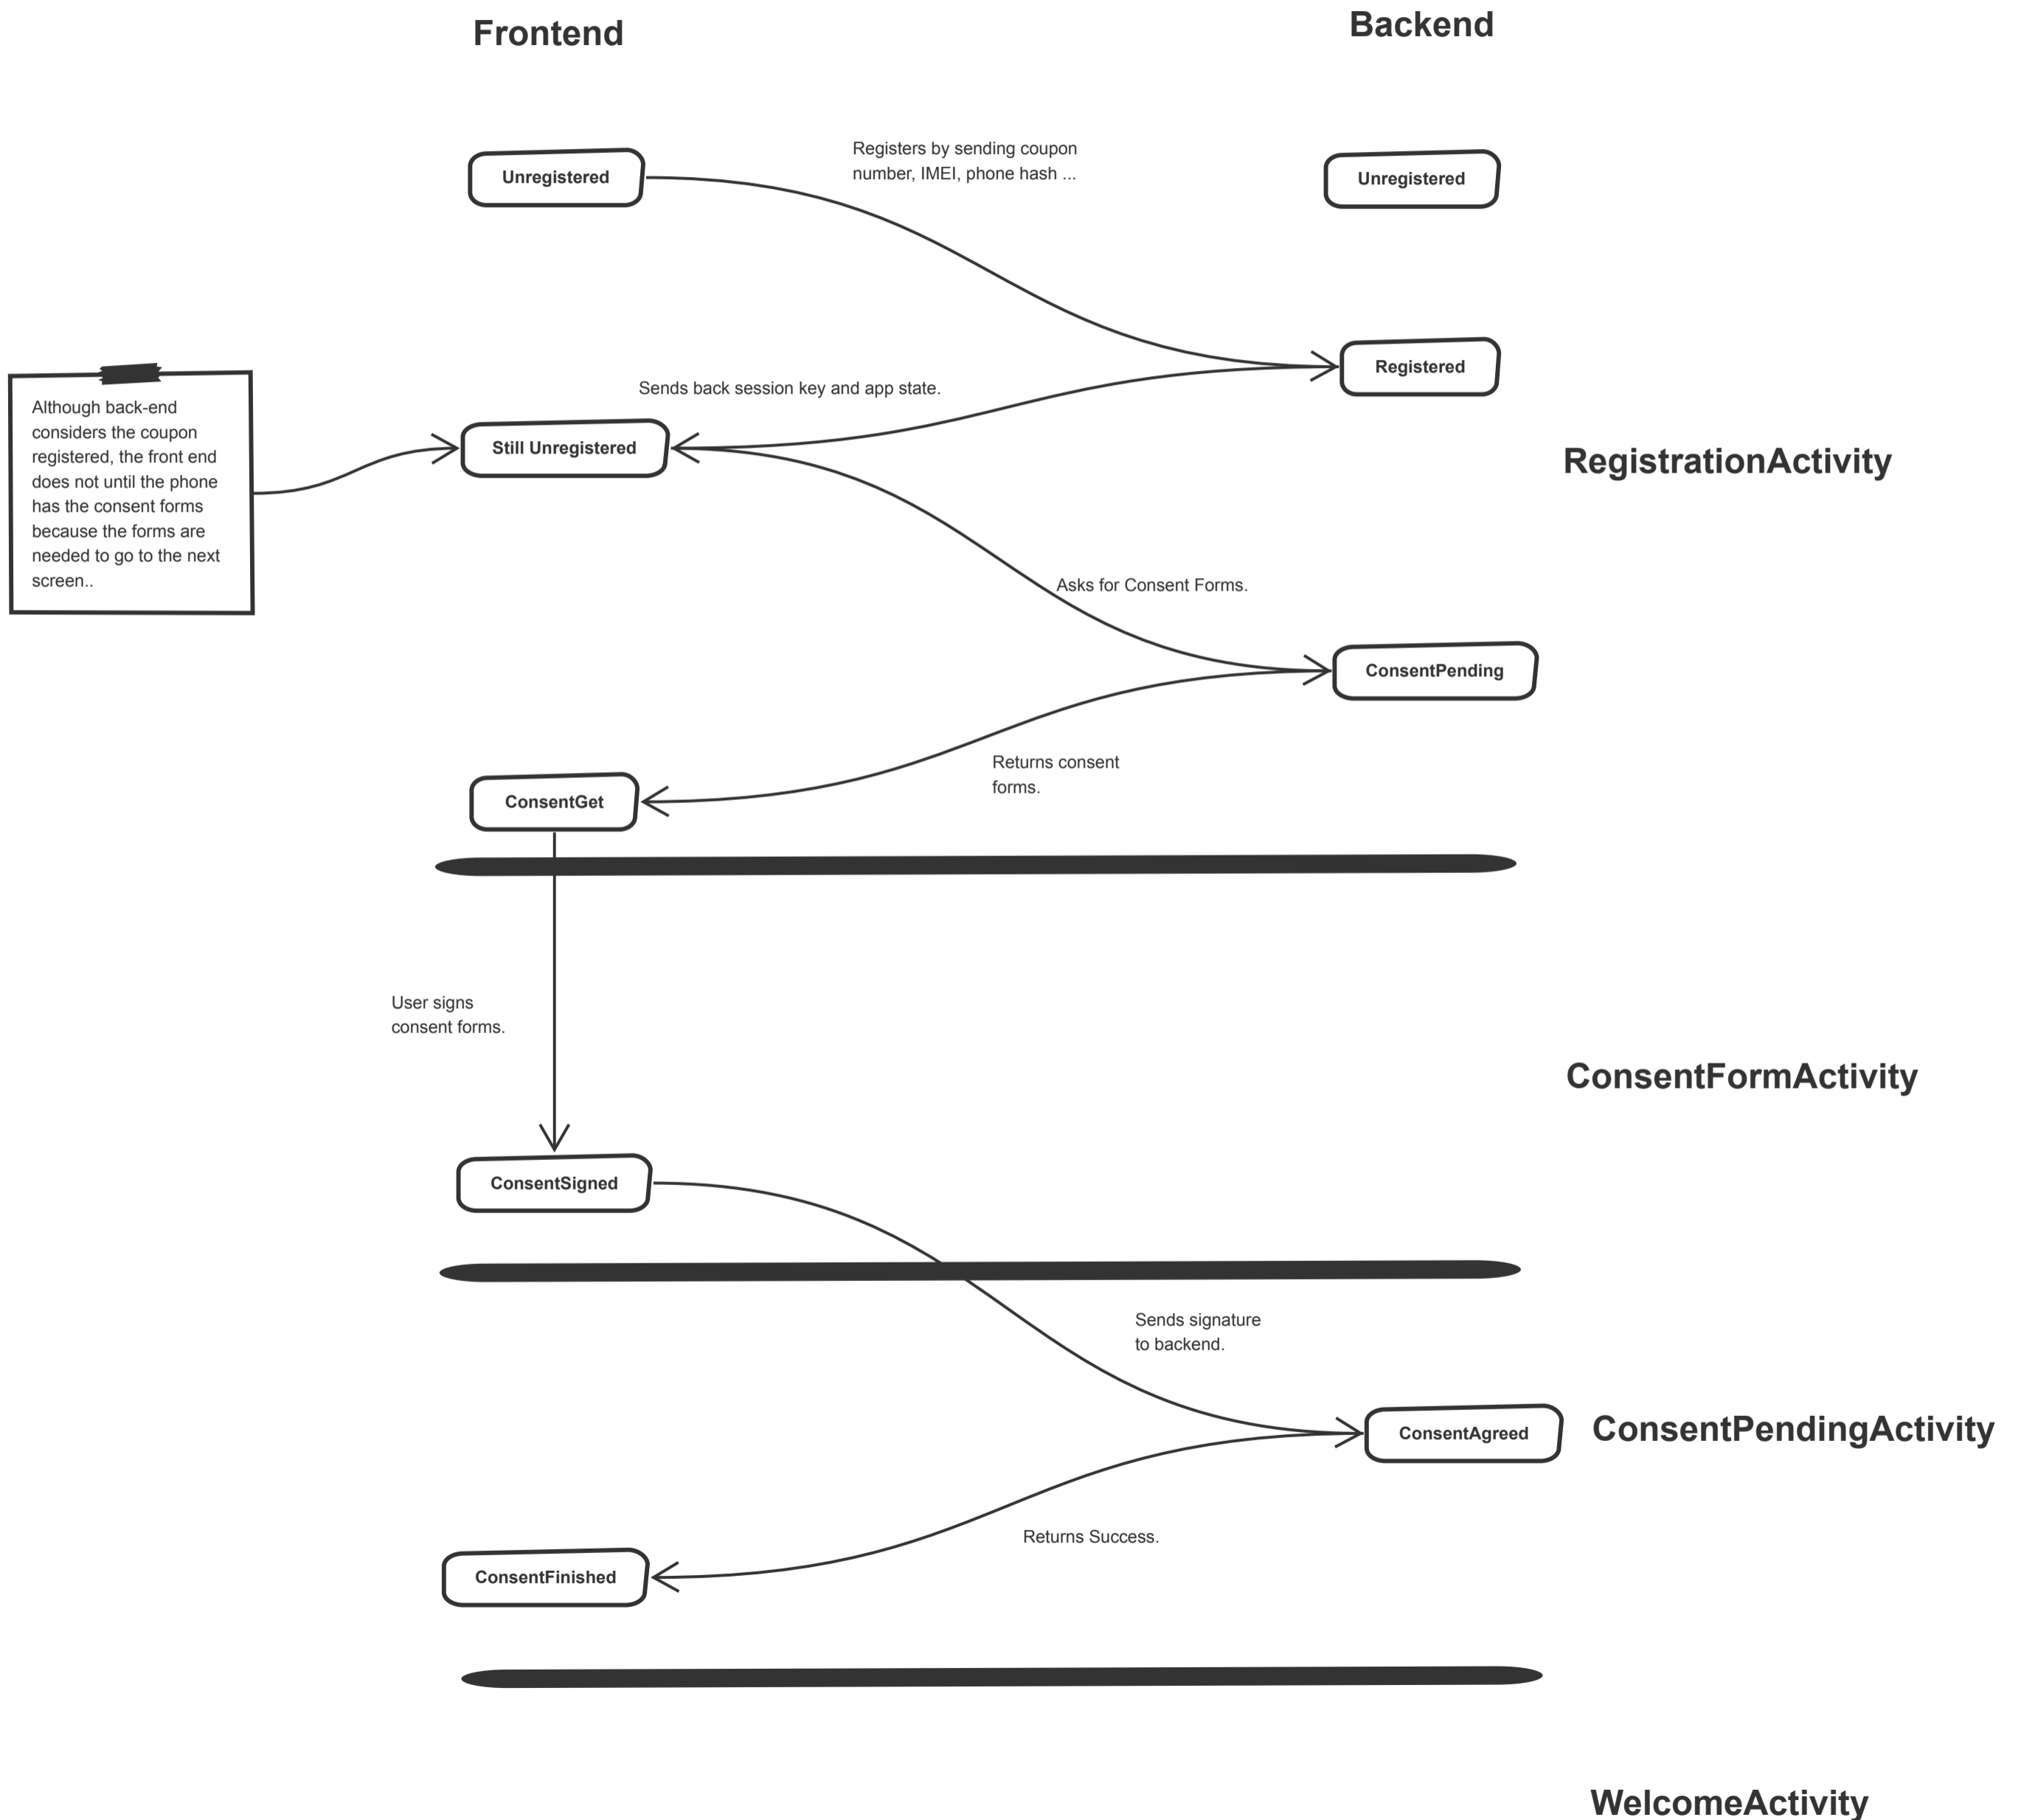 Frontend
Backend
Registers by sending coupon
number, IMEI, phone hash ...
Unregistered
Unregistered
Registered
Sends back session key and app state.
Although back-end
considers the coupon
registered, the front end
does not until the phone
has the consent forms
because the forms are
needed to go to the next
screen..
Still Unregistered
RegistrationActivity
Asks for Consent Forms.
ConsentPending
Returns consent
forms.
ConsentGet
User signs
consent forms.
ConsentFormActivity
ConsentSigned
Sends signature
to backend.
ConsentAgreed
ConsentPendingActivity
Returns Success.
ConsentFinished
WelcomeActivity